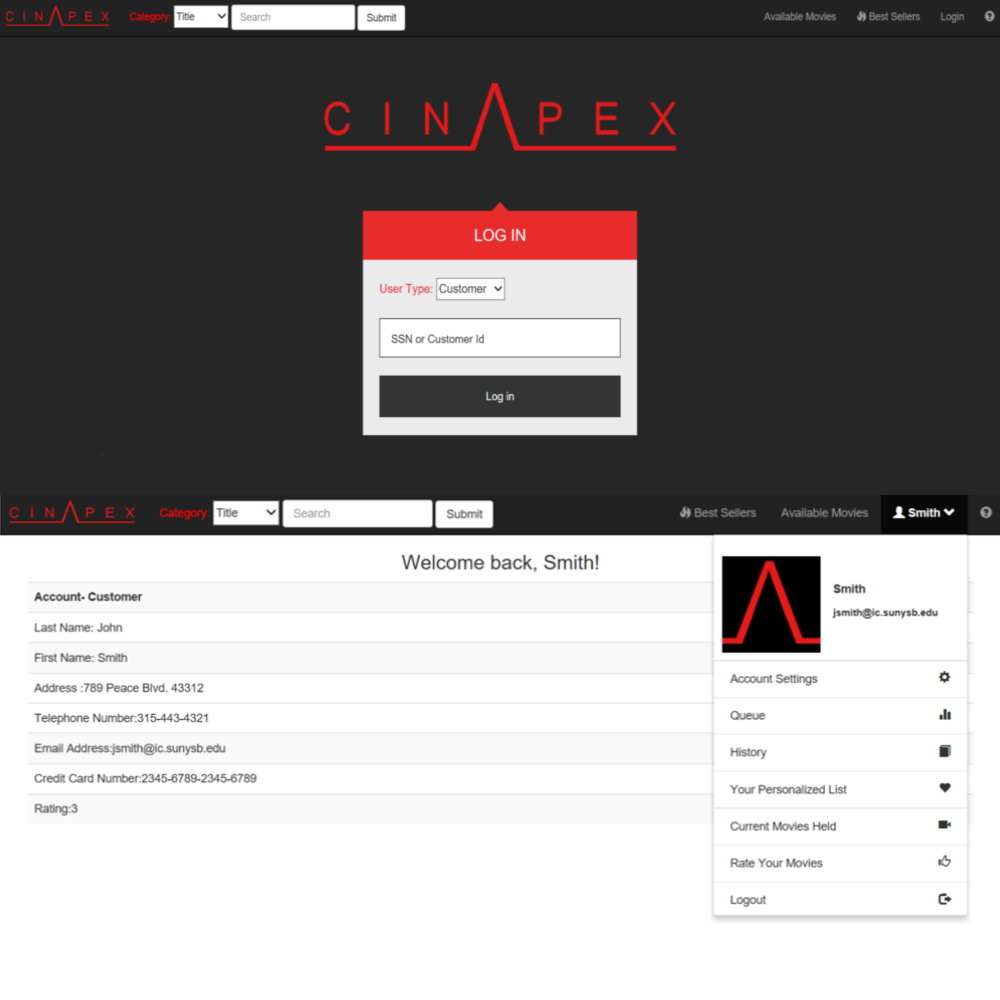 CINAPEX Category: Title Search Submit Available Movies Best Sellers Login
CINAPEX
LOG IN
User Type: Customer
SSN or Customer Id
Log in
CINAPEX Category: Title Search Submit Best Sellers Available Movies Smith
Welcome back, Smith!
Account- Customer
Last Name: John
First Name: Smith
Address :789 Peace Blvd. 43312
Telephone Number:315-443-4321
Email Address:jsmith@ic.sunysb.edu
Credit Card Number:2345-6789-2345-6789
Rating:3
Smith
jsmith@ic.sunysb.edu
Account Settings
Queue
History
Your Personalized List
Current Movies Held
Rate Your Movies
Logout